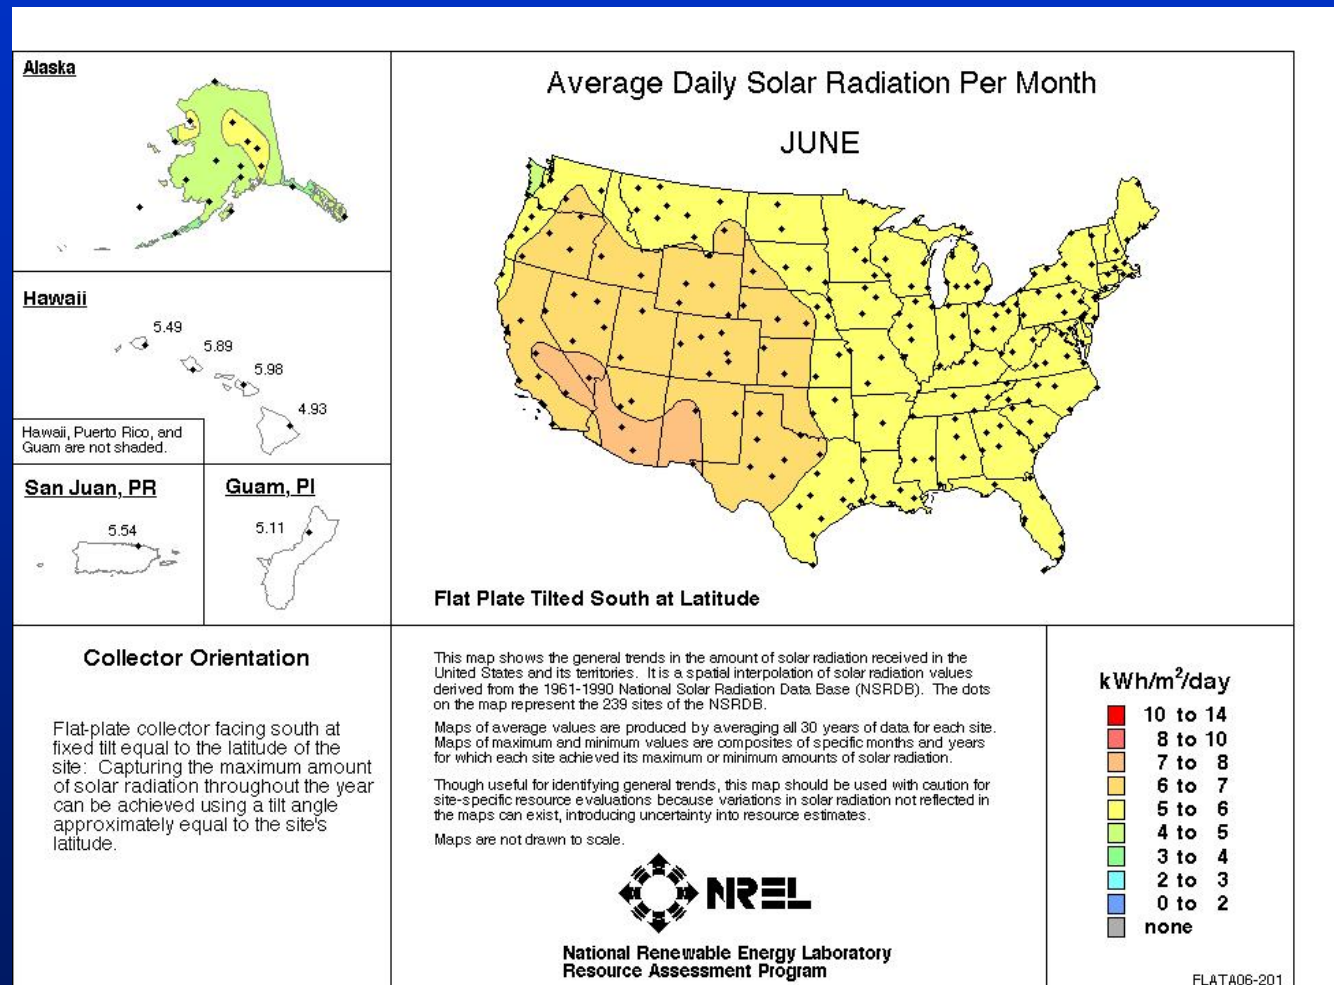 Alaska
Average Daily Solar Radiation Per Month
JUNE
Hawaii
5.49
5.89
5.98
4.93
Hawaii, Puerto Rico, and
Guam are not shaded.
San Juan, PR
5.54
Guam, PI
5.11
Flat Plate Tilted South at Latitude
Collector Orientation
Flat-plate collector facing south at
fixed tilt equal to the latitude of the
site: Capturing the maximum amount
of solar radiation throughout the year
can be achieved using a tilt angle
approximately equal to the site's
latitude.
This map shows the general trends in the amount of solar radiation received in the
United States and its territories. It is a spatial interpolation of solar radiation values
derived from the 1961-1990 National Solar Radiation Data Base (NSRDB). The dots
on the map represent the 239 sites of the NSRDB.
Maps of average values are produced by averaging all 30 years of data for each site.
Maps of maximum and minimum values are composites of specific months and years
for which each site achieved its maximum or minimum amounts of solar radiation.
Though useful for identifying general trends, this map should be used with caution for
site-specific resource evaluations because variations in solar radiation not reflected in
the maps can exist, introducing uncertainty into resource estimates.
Maps are not drawn to scale.
NREL
National Renewable Energy Laboratory
Resource Assessment Program
kWh/m²/day
10 to 14
8 to 10
7 to 8
6 to 7
5 to 6
4 to 5
3 to 4
2 to 3
0 to 2
none
FLATA06-201